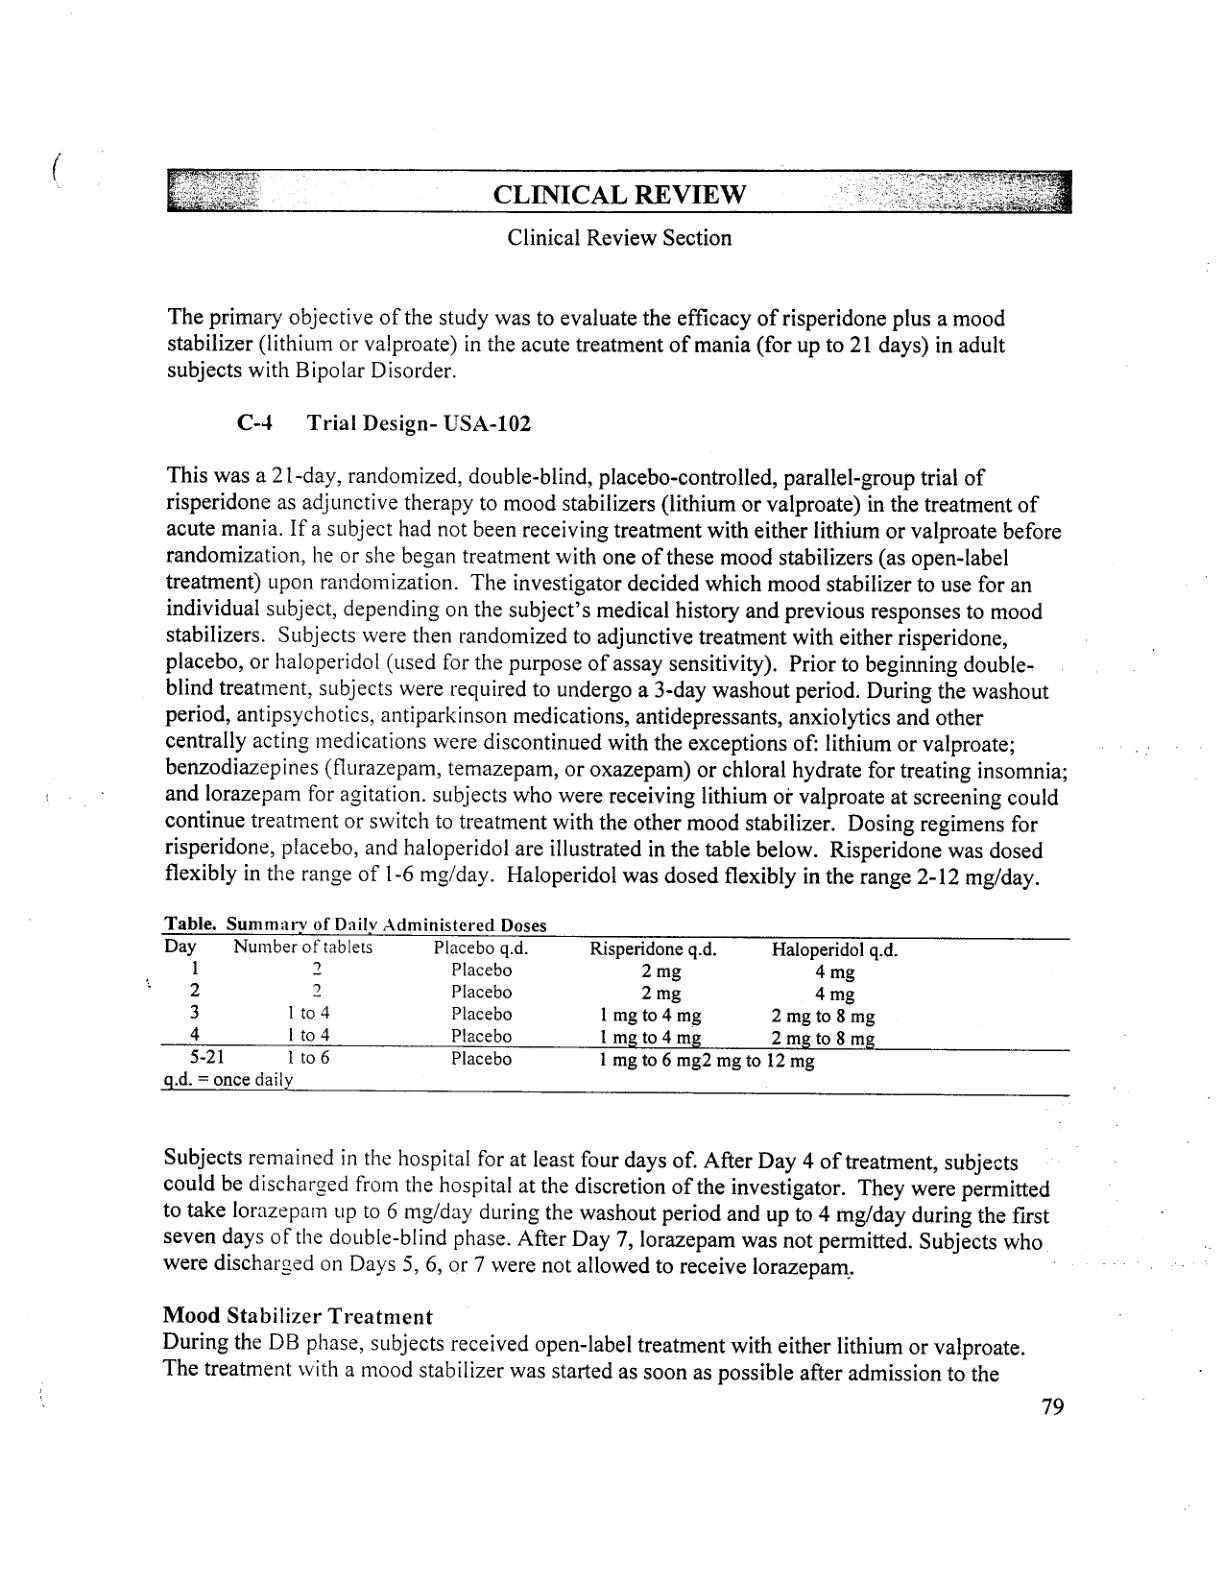 CLINICAL REVIEW
Clinical Review Section
The primary objective of the study was to evaluate the efficacy of risperidone plus a mood
stabilizer (lithium or valproate) in the acute treatment of mania (for up to 21 days) in adult
subjects with Bipolar Disorder.
C-4 Trial Design- USA-102
This was a 21-day, randomized, double-blind, placebo-controlled, parallel-group trial of
risperidone as adjunctive therapy to mood stabilizers (lithium or valproate) in the treatment of
acute mania. If a subject had not been receiving treatment with either lithium or valproate before
randomization, he or she began treatment with one of these mood stabilizers (as open-label
treatment) upon randomization. The investigator decided which mood stabilizer to use for an
individual subject, depending on the subject's medical history and previous responses to mood
stabilizers. Subjects were then randomized to adjunctive treatment with either risperidone,
placebo, or haloperidol (used for the purpose of assay sensitivity). Prior to beginning double-
blind treatment, subjects were required to undergo a 3-day washout period. During the washout
period, antipsychotics, antiparkinson medications, antidepressants, anxiolytics and other
centrally acting medications were discontinued with the exceptions of: lithium or valproate;
benzodiazepines (flurazepam, temazepam, or oxazepam) or chloral hydrate for treating insomnia;
and lorazepam for agitation. subjects who were receiving lithium or valproate at screening could
continue treatment or switch to treatment with the other mood stabilizer. Dosing regimens for
risperidone, placebo, and haloperidol are illustrated in the table below. Risperidone was dosed
flexibly in the range of 1-6 mg/day. Haloperidol was dosed flexibly in the range 2-12 mg/day.
Table. Summary of Daily Administered Doses
Day Number of tablets Placebo q.d. Risperidone q.d. Haloperidol q.d.
1 2 Placebo 2 mg 4 mg
2 2 Placebo 2 mg 4 mg
3 1 to 4 Placebo 1 mg to 4 mg 2 mg to 8 mg
4 1 to 4 Placebo 1 mg to 4 mg 2 mg to 8 mg
5-21 1 to 6 Placebo 1 mg to 6 mg2 mg to 12 mg
q.d. = once daily
Subjects remained in the hospital for at least four days of. After Day 4 of treatment, subjects
could be discharged from the hospital at the discretion of the investigator. They were permitted
to take lorazepam up to 6 mg/day during the washout period and up to 4 mg/day during the first
seven days of the double-blind phase. After Day 7, lorazepam was not permitted. Subjects who
were discharged on Days 5, 6, or 7 were not allowed to receive lorazepam.
Mood Stabilizer Treatment
During the DB phase, subjects received open-label treatment with either lithium or valproate.
The treatment with a mood stabilizer was started as soon as possible after admission to the
79